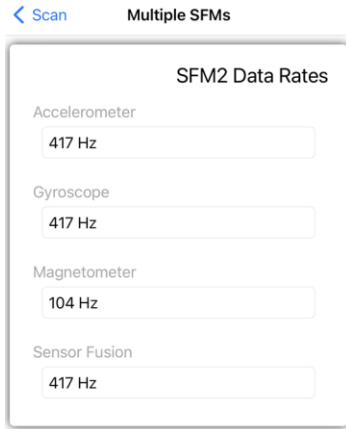 Scan
Multiple SFMs
SFM2 Data Rates
Accelerometer
417 Hz
Gyroscope
417 Hz
Magnetometer
104 Hz
Sensor Fusion
417 Hz